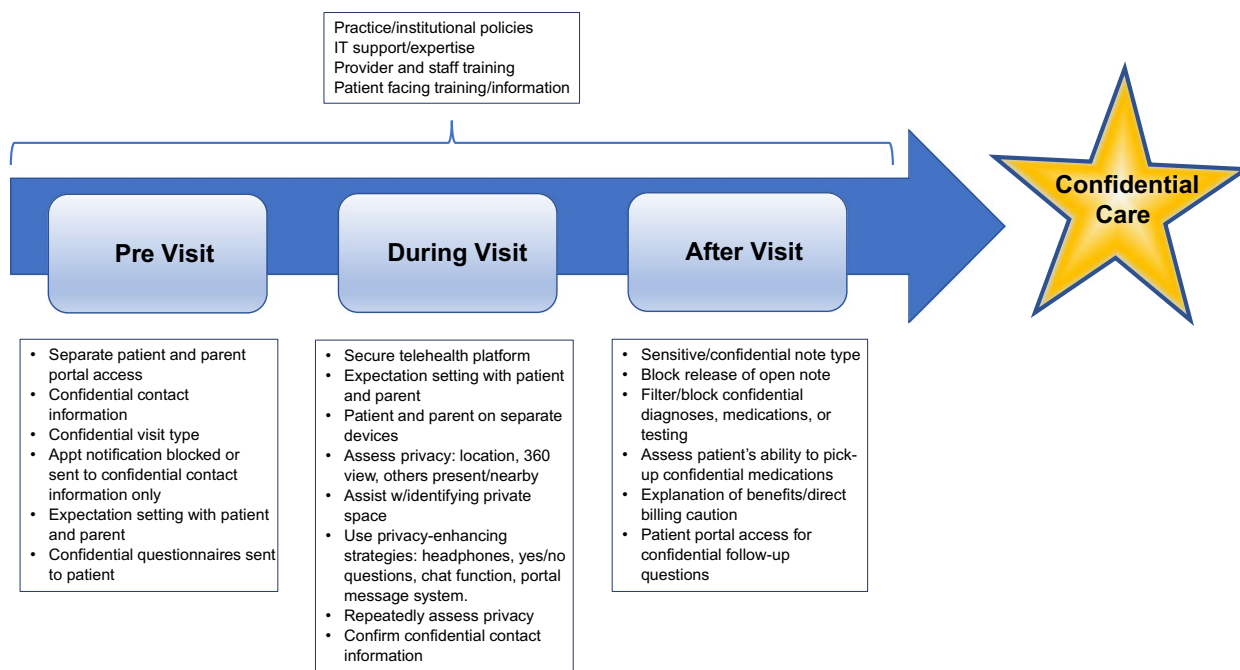 Practice/institutional policies
IT support/expertise
Provider and staff training
Patient facing training/information
Confidential
Care
Pre Visit
During Visit
After Visit
• Separate patient and parent
portal access
• Confidential contact
information
• Confidential visit type
• Appt notification blocked or
sent to confidential contact
information only
• Expectation setting with patient
and parent
• Confidential questionnaires sent
to patient
• Secure telehealth platform
• Expectation setting with patient
and parent
• Patient and parent on separate
devices
• Assess privacy: location, 360
view, others present/nearby
• Assist w/identifying private
space
• Use privacy-enhancing
strategies: headphones, yes/no
questions, chat function, portal
message system.
• Repeatedly assess privacy
• Confirm confidential contact
information
• Sensitive/confidential note type
• Block release of open note
• Filter/block confidential
diagnoses, medications, or
testing
• Assess patient’s ability to pick-
up confidential medications
• Explanation of benefits/direct
billing caution
• Patient portal access for
confidential follow-up
questions